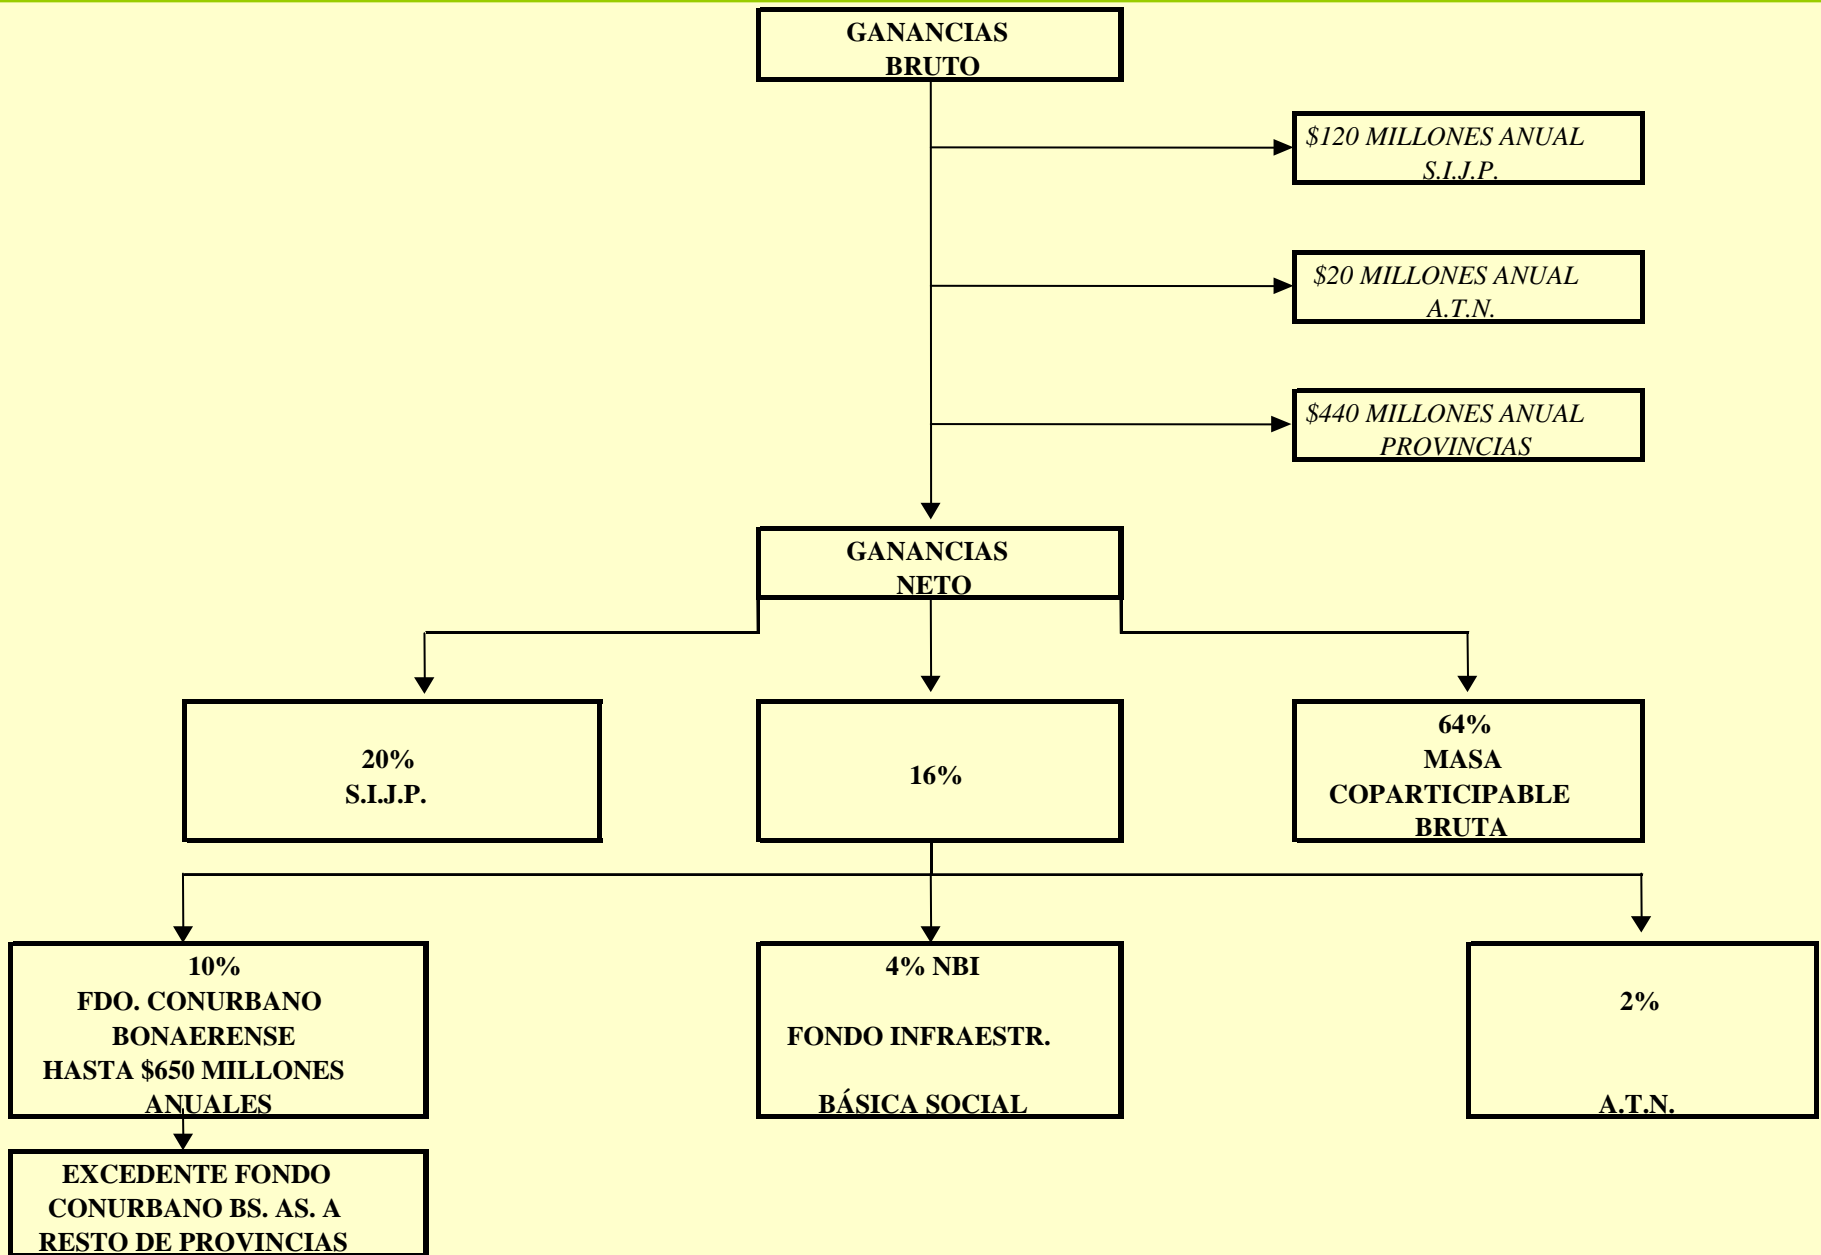 GANANCIAS
BRUTO
$120 MILLONES ANUAL
S.I.J.P.
$20 MILLONES ANUAL
A.T.N.
$440 MILLONES ANUAL
PROVINCIAS
GANANCIAS
NETO
20%
S.I.J.P.
16%
64%
MASA
COPARTICIPABLE
BRUTA
10%
FDO. CONURBANO
BONAERENSE
HASTA $650 MILLONES
ANUALES
4% NBI
FONDO INFRAESTR.
BÁSICA SOCIAL
2%
A.T.N.
EXCEDENTE FONDO
CONURBANO BS. AS. A
RESTO DE PROVINCIAS